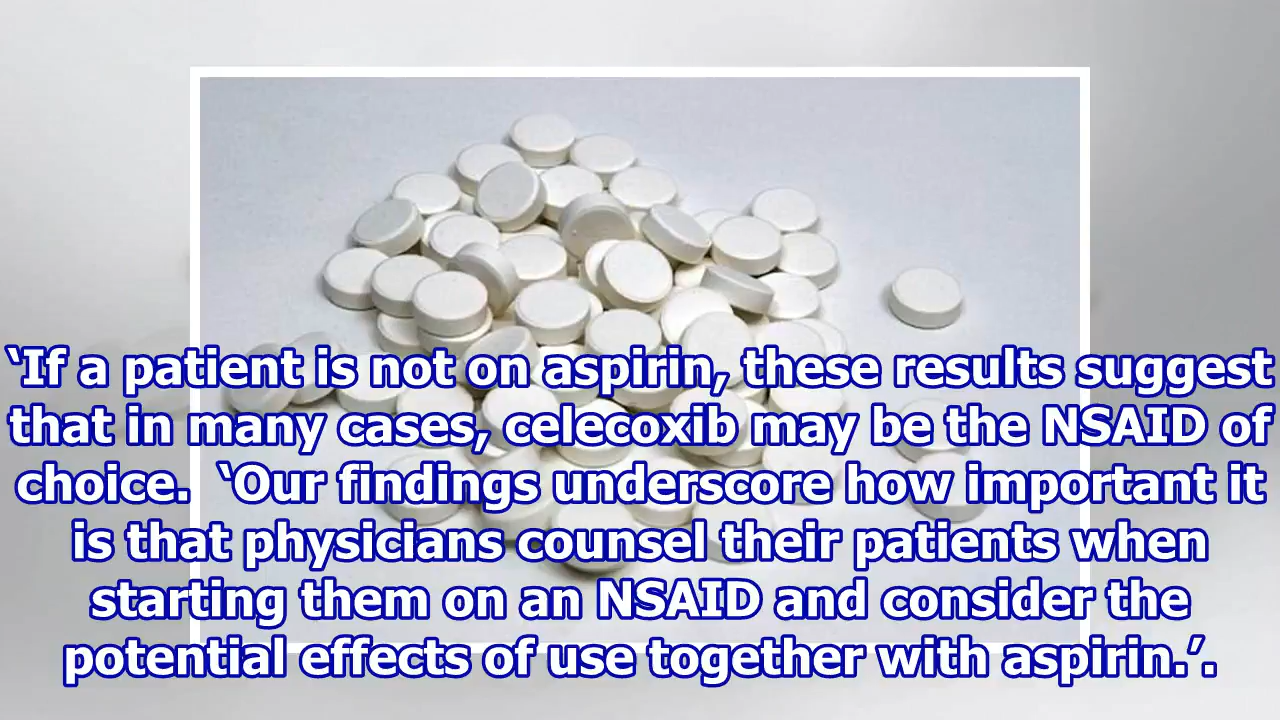 ‘If a patient is not on aspirin, these results suggest
that in many cases, celecoxib may be the NSAID of
choice.  ‘Our findings underscore how important it
is that physicians counsel their patients when
starting them on an NSAID and consider the
potential effects of use together with aspirin.’.